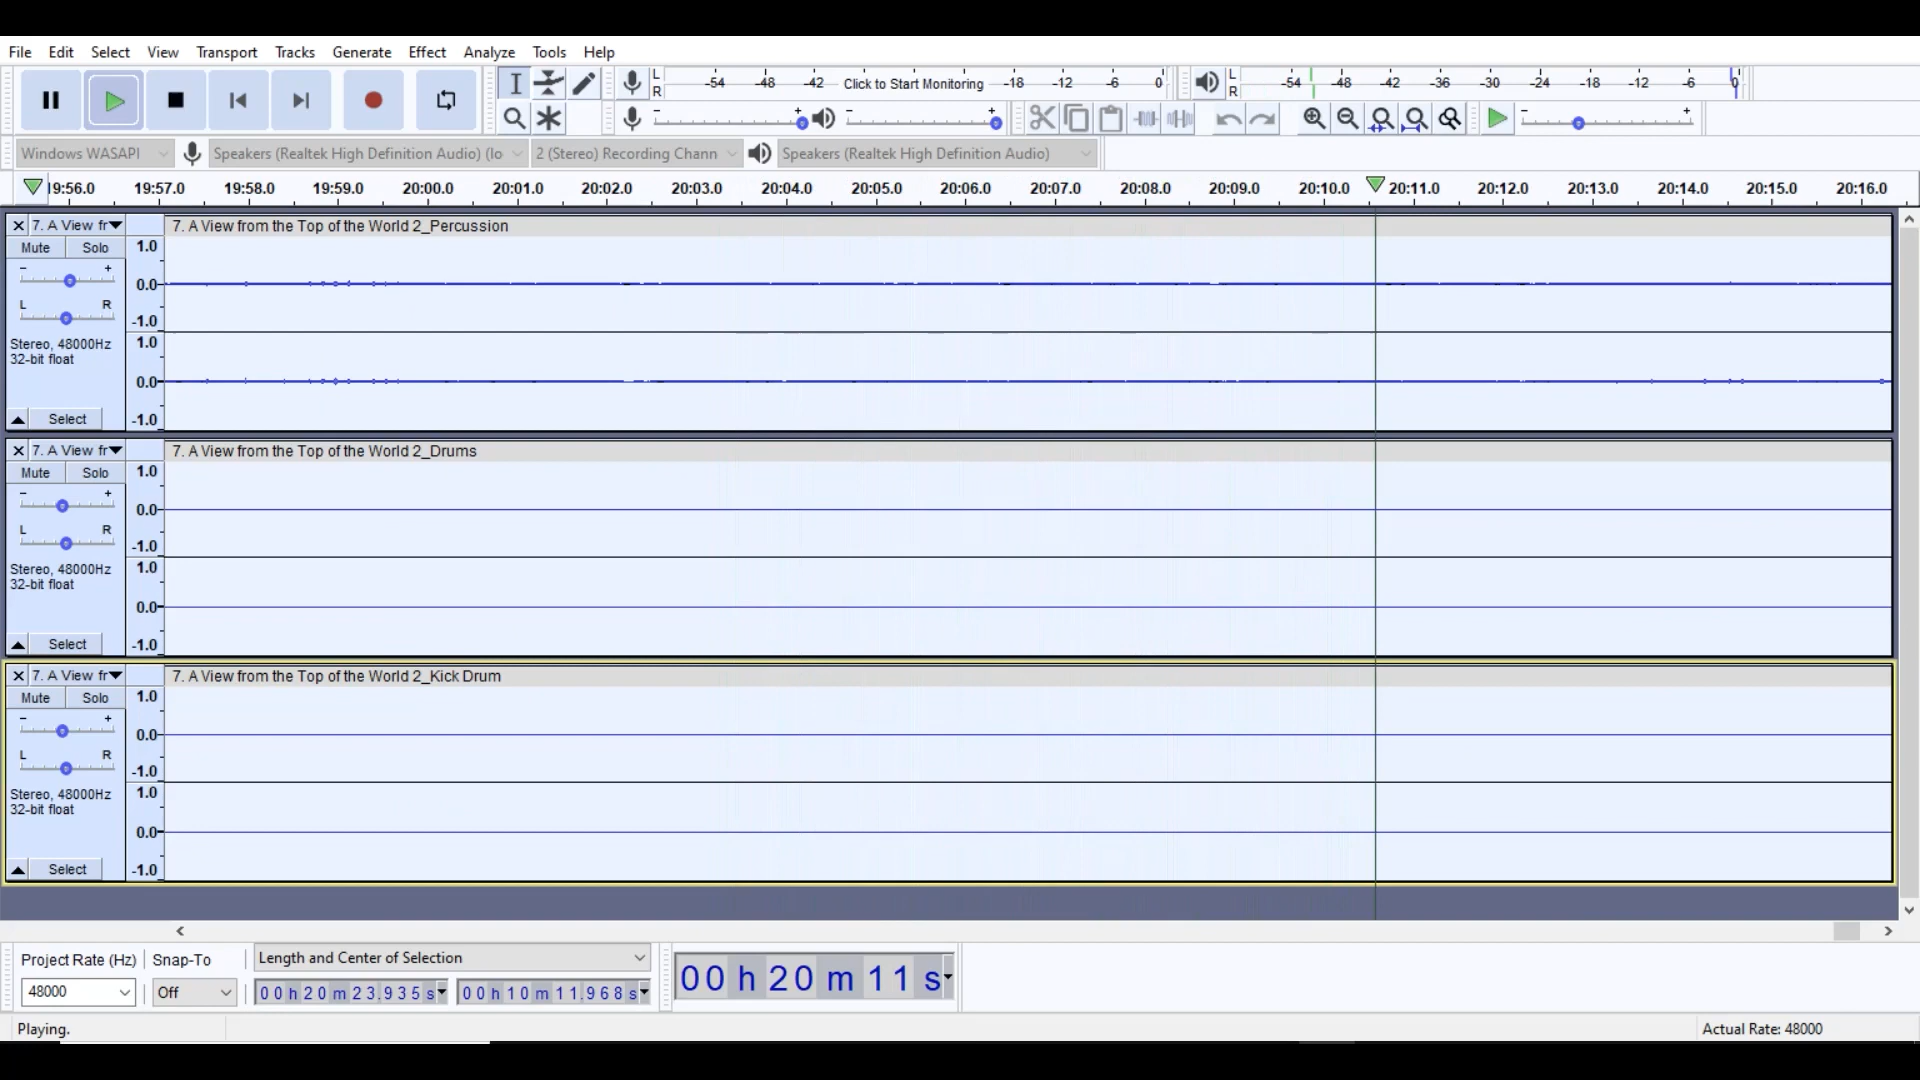 File Edit Select View Transport Tracks Generate Effect Analyze Tools Help
L R -54 -48 -42 Click to Start Monitoring -18 -12 -6 0 L R -54 -48 -42 -36 -30 -24 -18 -12 -6 0
- + - + - +
Windows WASAPI Speakers (Realtek High Definition Audio) (lo 2 (Stereo) Recording Chann Speakers (Realtek High Definition Audio)
19:56.0 19:57.0 19:58.0 19:59.0 20:00.0 20:01.0 20:02.0 20:03.0 20:04.0 20:05.0 20:06.0 20:07.0 20:08.0 20:09.0 20:10.0 20:11.0 20:12.0 20:13.0 20:14.0 20:15.0 20:16.0
7. A View fr 7. A View from the Top of the World 2_Percussion
Mute Solo 1.0
- +
0.0
L R
-1.0
Stereo, 48000Hz 1.0
32-bit float
0.0
Select -1.0
7. A View fr 7. A View from the Top of the World 2_Drums
Mute Solo 1.0
- +
0.0
L R
-1.0
Stereo, 48000Hz 1.0
32-bit float
0.0
Select -1.0
7. A View fr 7. A View from the Top of the World 2_Kick Drum
Mute Solo 1.0
- +
0.0
L R
-1.0
Stereo, 48000Hz 1.0
32-bit float
0.0
Select -1.0
Project Rate (Hz) Snap-To Length and Center of Selection
48000 Off 00 h 20 m 23.935 s 00 h 10 m 11.968 s 00 h 20 m 11 s
Playing. Actual Rate: 48000